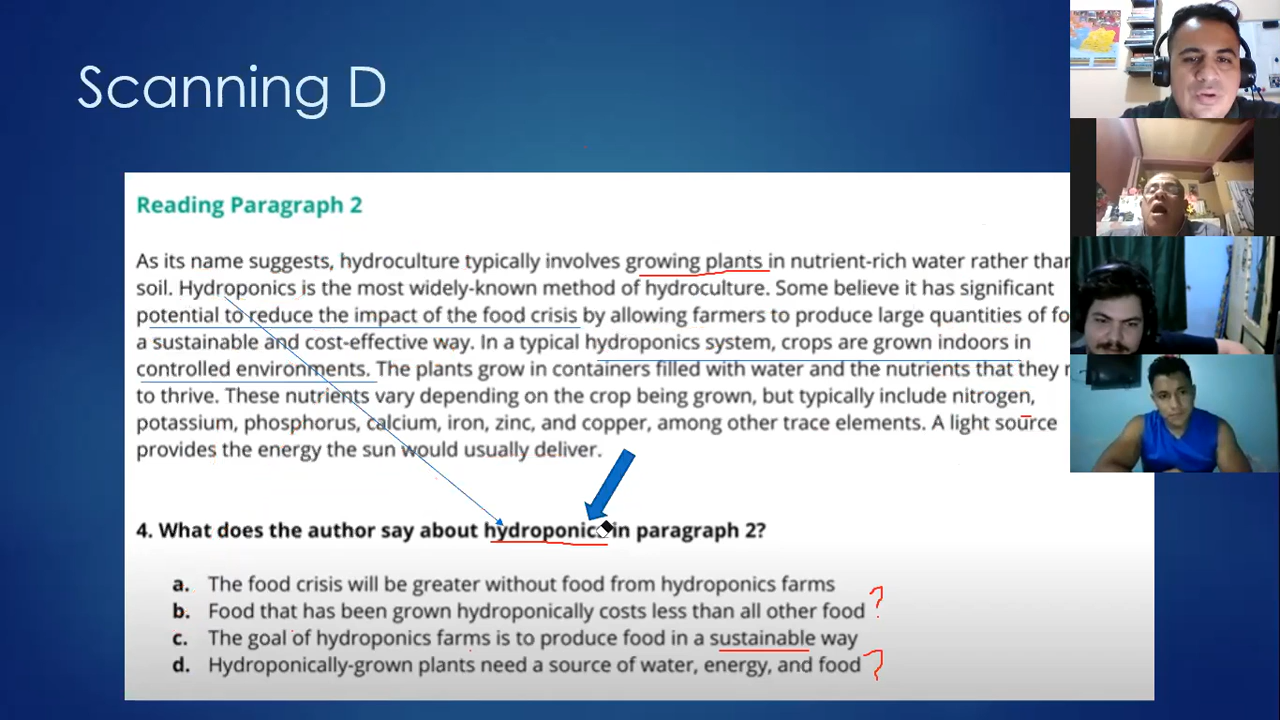 Scanning D
Reading Paragraph 2
As its name suggests, hydroculture typically involves growing plants in nutrient-rich water rather than
soil. Hydroponics is the most widely-known method of hydroculture. Some believe it has significant
potential to reduce the impact of the food crisis by allowing farmers to produce large quantities of
a sustainable and cost-effective way. In a typical hydroponics system, crops are grown indoors in
controlled environments. The plants grow in containers filled with water and the nutrients that they
to thrive. These nutrients vary depending on the crop being grown, but typically include nitrogen,
potassium, phosphorus, calcium, iron, zinc, and copper, among other trace elements. A light source
provides the energy the sun would usually deliver.
4. What does the author say about hydroponics in paragraph 2?
a. The food crisis will be greater without food from hydroponics farms
b. Food that has been grown hydroponically costs less than all other food ?
c. The goal of hydroponics farms is to produce food in a sustainable way
d. Hydroponically-grown plants need a source of water, energy, and food ?